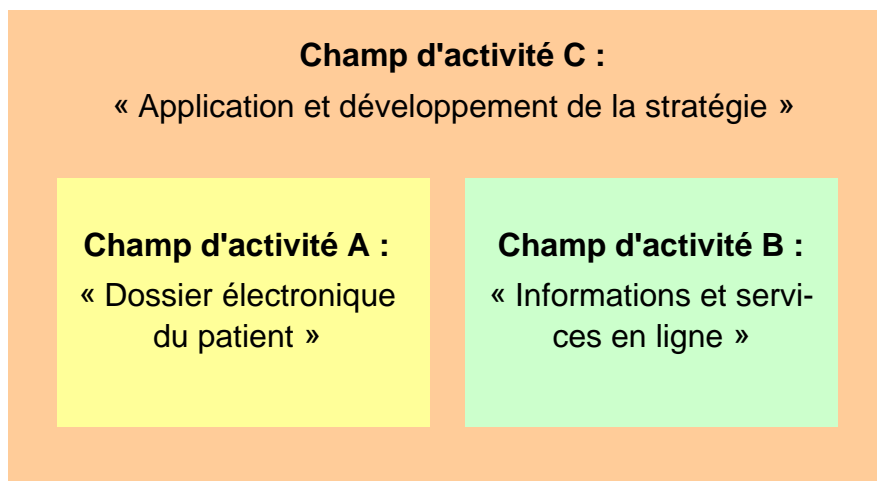 Champ d'activité C :
« Application et développement de la stratégie »
Champ d'activité A :
« Dossier électronique
du patient »
Champ d'activité B :
« Informations et servi-
ces en ligne »